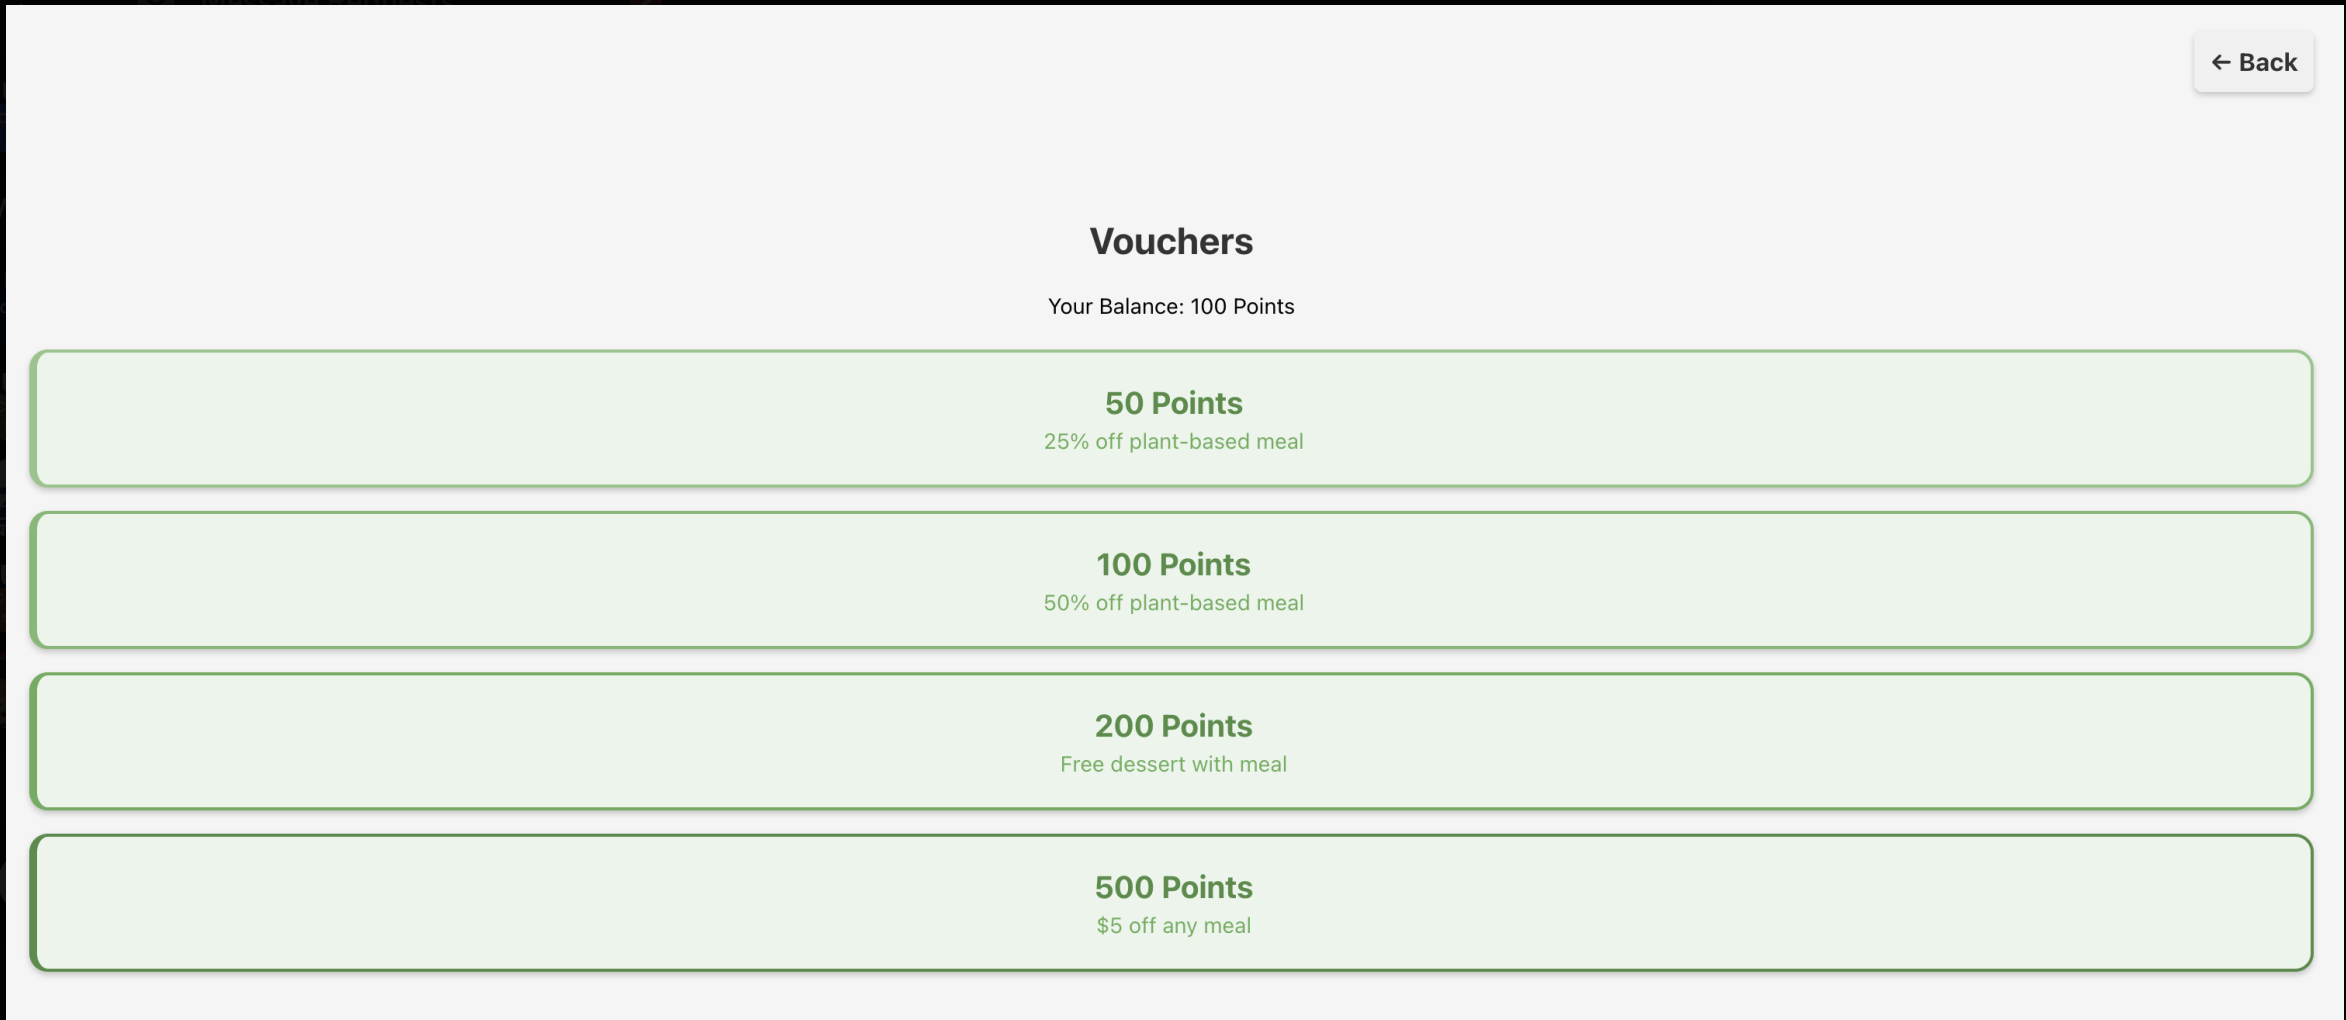 ← Back
Vouchers
Your Balance: 100 Points
50 Points
25% off plant-based meal
100 Points
50% off plant-based meal
200 Points
Free dessert with meal
500 Points
$5 off any meal